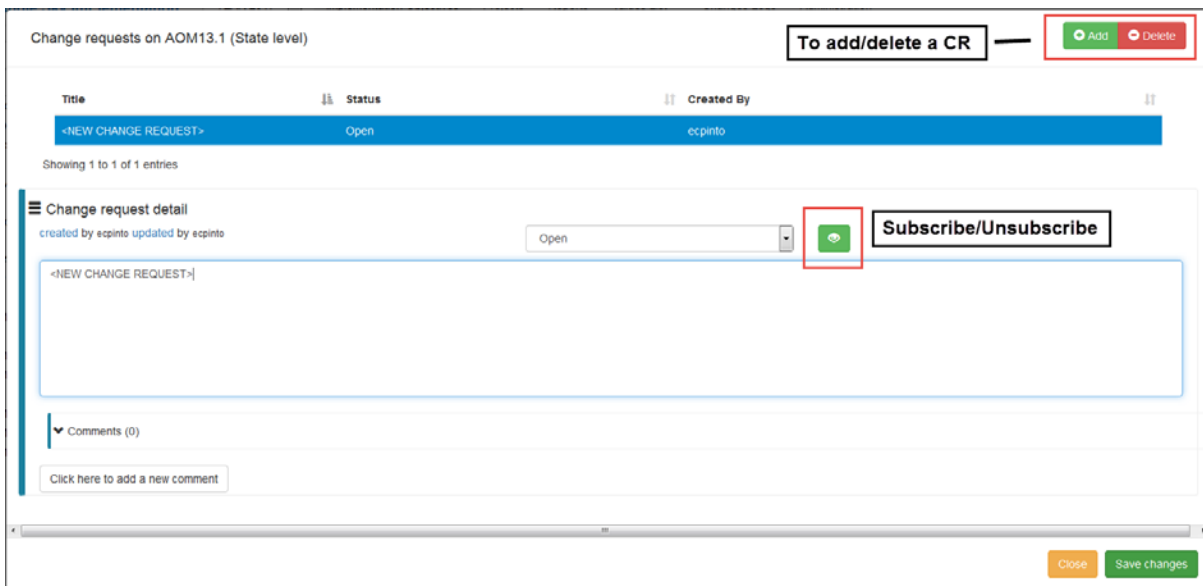 Change requests on AOM13.1 (State level)
To add/delete a CR
Add
Delete
Title
Status
Created By
<NEW CHANGE REQUEST>
Open
ecpinto
Showing 1 to 1 of 1 entries
Change request detail
created by ecpinto updated by ecpinto
Open
Subscribe/Unsubscribe
<NEW CHANGE REQUEST>
Comments (0)
Click here to add a new comment
Close
Save changes